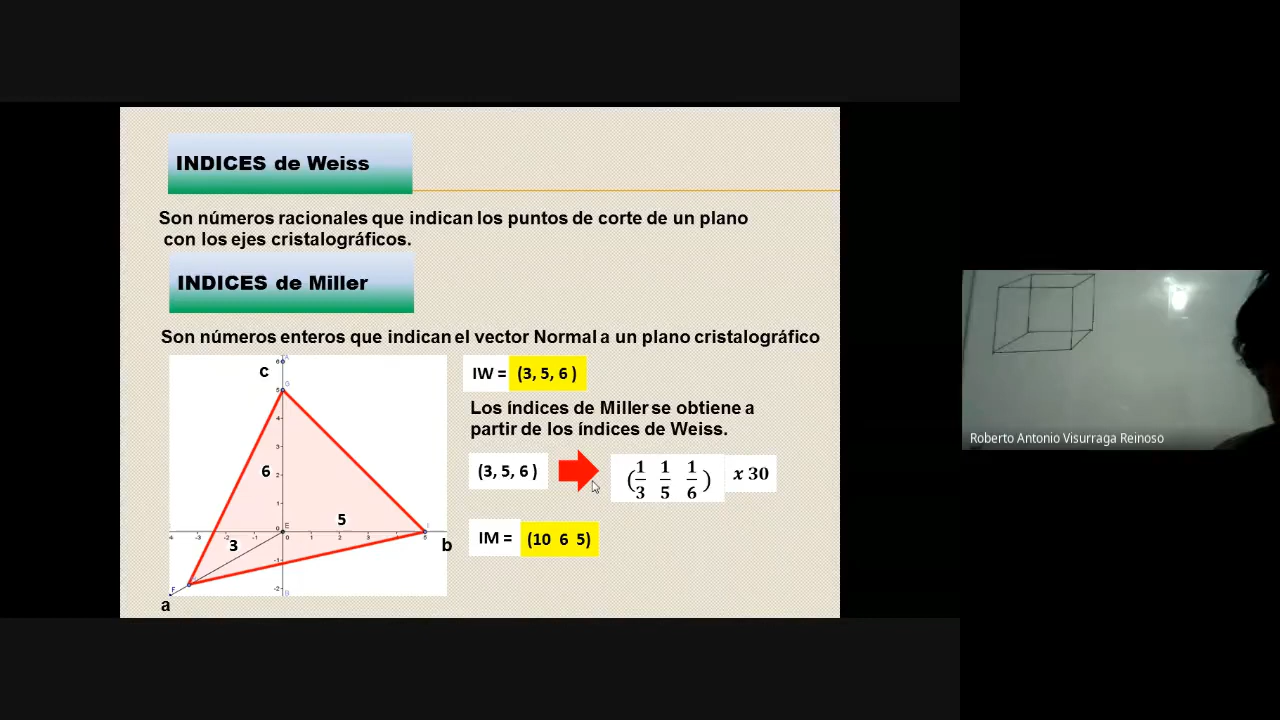 INDICES de Weiss
Son números racionales que indican los puntos de corte de un plano
con los ejes cristalográficos.
INDICES de Miller
Son números enteros que indican el vector Normal a un plano cristalográfico
c
6
5
3
b
a
IW = (3, 5, 6 )
Los índices de Miller se obtiene a
partir de los índices de Weiss.
(3, 5, 6 )
(1/3 1/5 1/6) x 30
IM = (10 6 5)
Roberto Antonio Visurraga Reinoso